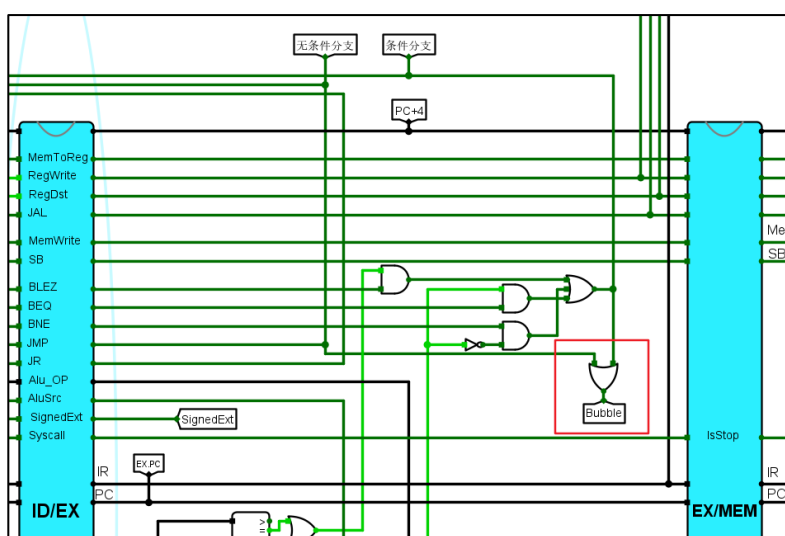 无条件分支
条件分支
PC+4
MemToReg
RegWrite
RegDst
JAL
MemWrite
Me
SB
SB
BLEZ
BEQ
BNE
JMP
JR
Alu_OP
AluSrc
Bubble
SignedExt
SignedExt
Syscall
IsStop
EX.PC
IR
IR
PC
PC
ID/EX
EX/MEM
>
=